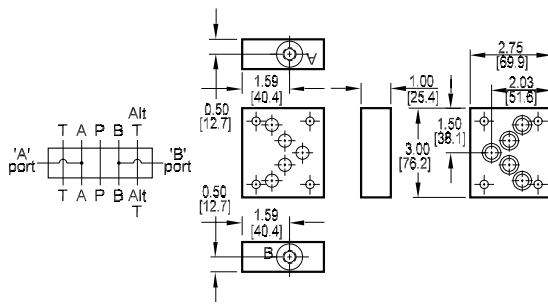 A
1.59
[40.4]
0.50
[12.7]
1.00
[25.4]
2.75
[69.9]
2.03
[51.6]
1.50
[38.1]
3.00
[76.2]
Alt
T A P B T
'A' port
'B' port
T A P B Alt
T
0.50
[12.7]
1.59
[40.4]
B